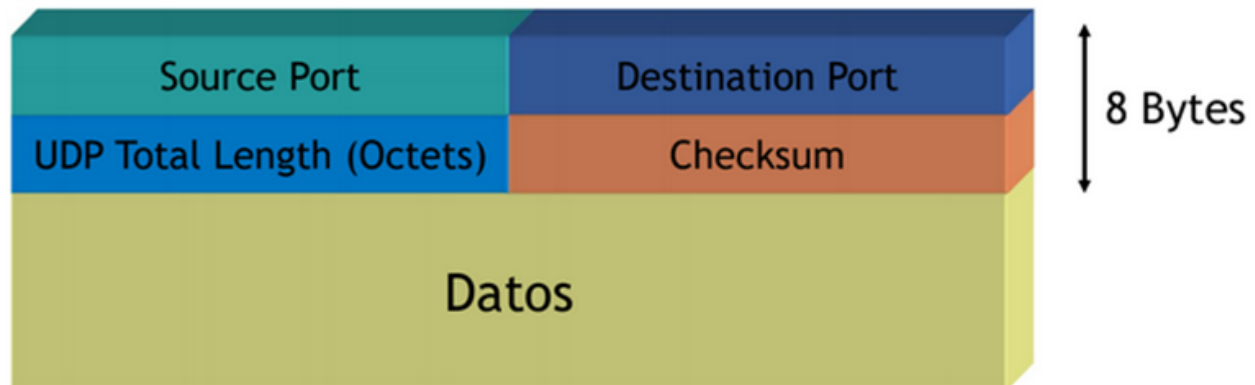 Source Port
Destination Port
8 Bytes
UDP Total Length (Octets)
Checksum
Datos